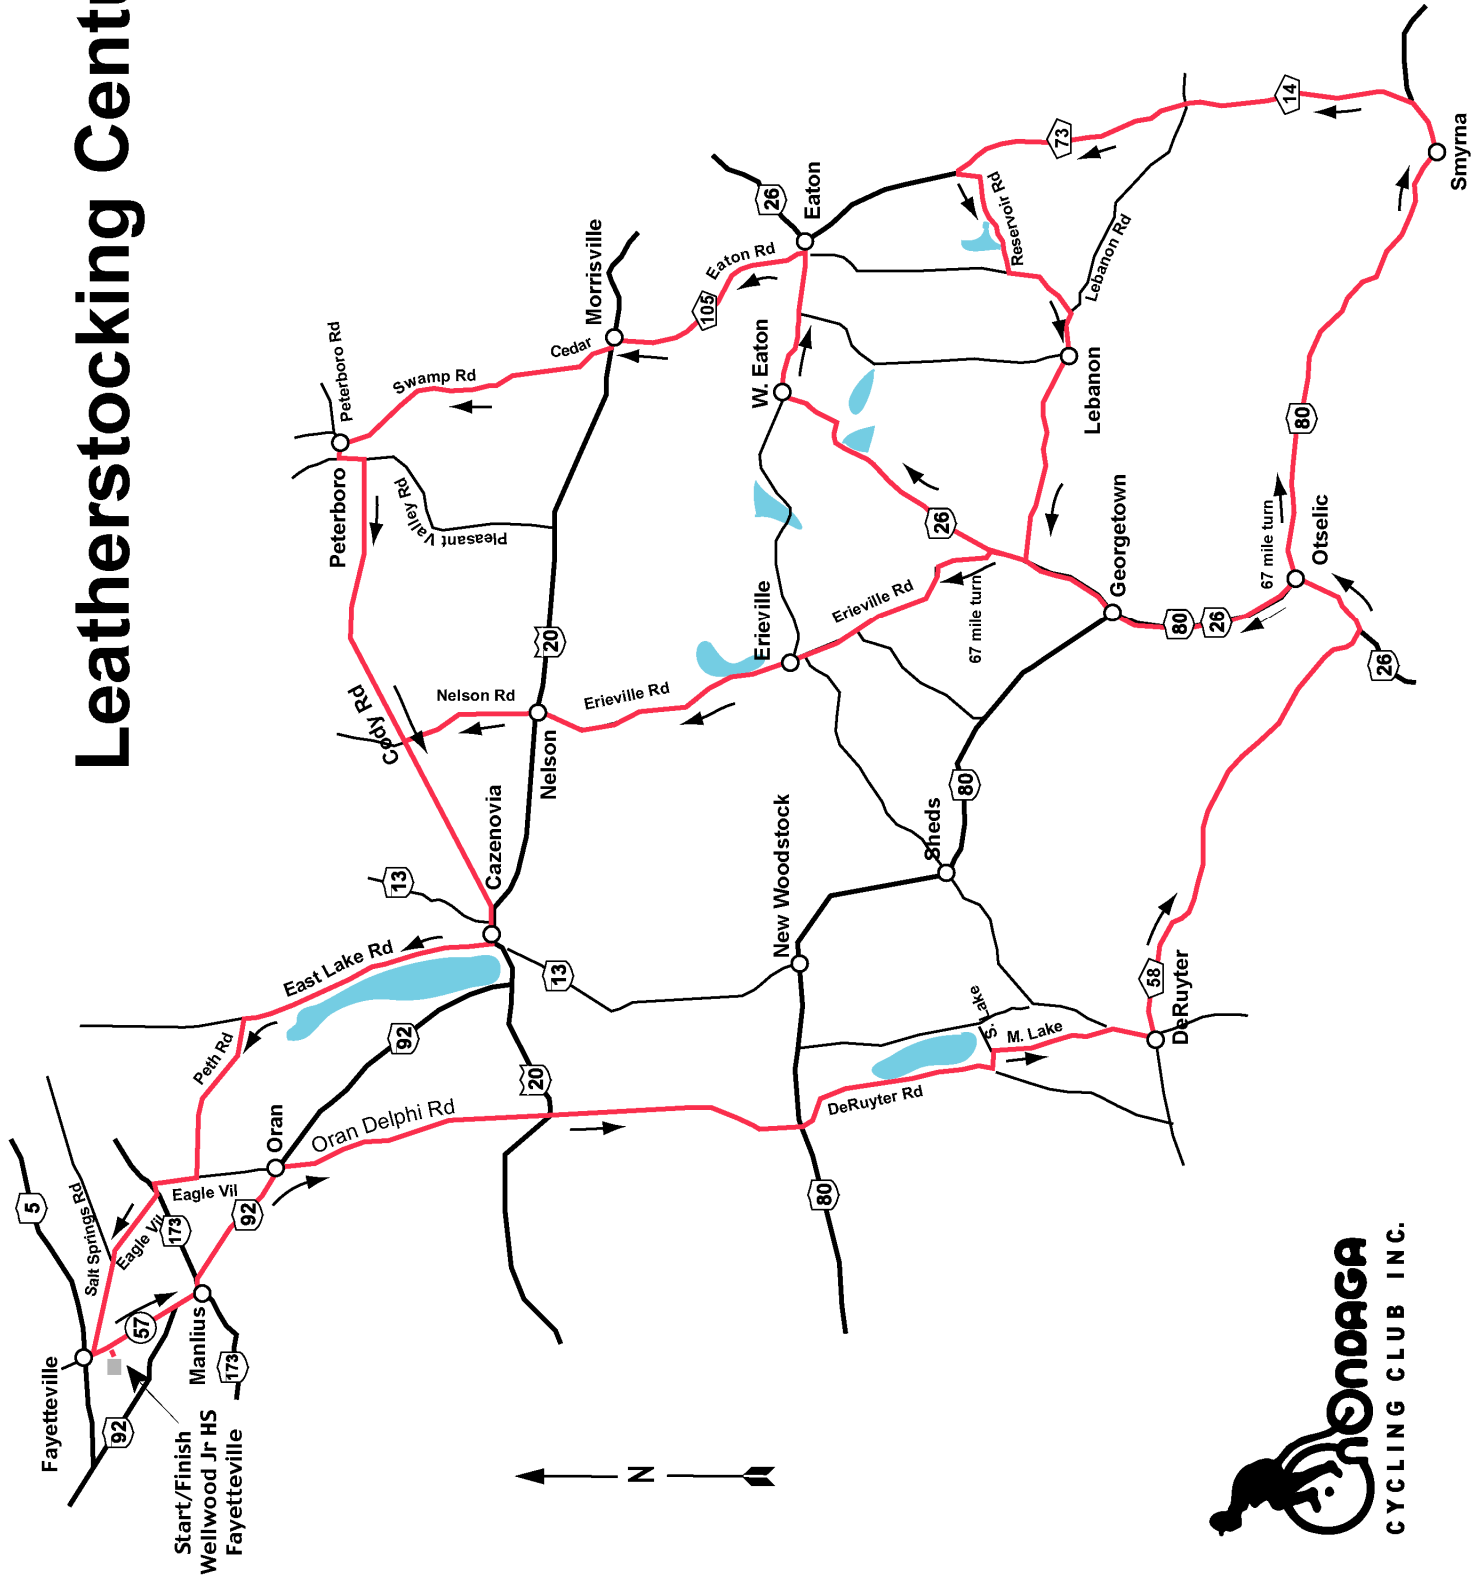 Leatherstocking Centu
Peterboro Rd
Peterboro
Swamp Rd
Cedar
Morrisville
Pleasant Valley Rd
105
Eaton Rd
26
Eaton
73
14
Reservoir Rd
Lebanon Rd
Smyrna
W. Eaton
Lebanon
80
26
Georgetown
67 mile turn
Otselic
Cody Rd
Nelson Rd
20
Nelson
Erieville Rd
Erieville
Erieville Rd
67 mile turn
80
26
26
Cazenovia
13
New Woodstock
Sheds
80
East Lake Rd
13
Peth Rd
92
20
S. Lake
M. Lake
58
DeRuyter
DeRuyter Rd
Oran
Oran Delphi Rd
5
Salt Springs Rd
Eagle Vil
Eagle Vil
173
92
80
57
Manlius
173
Fayetteville
92
Start/Finish
Wellwood Jr HS
Fayetteville
N
ONONDAGA
CYCLING CLUB INC.